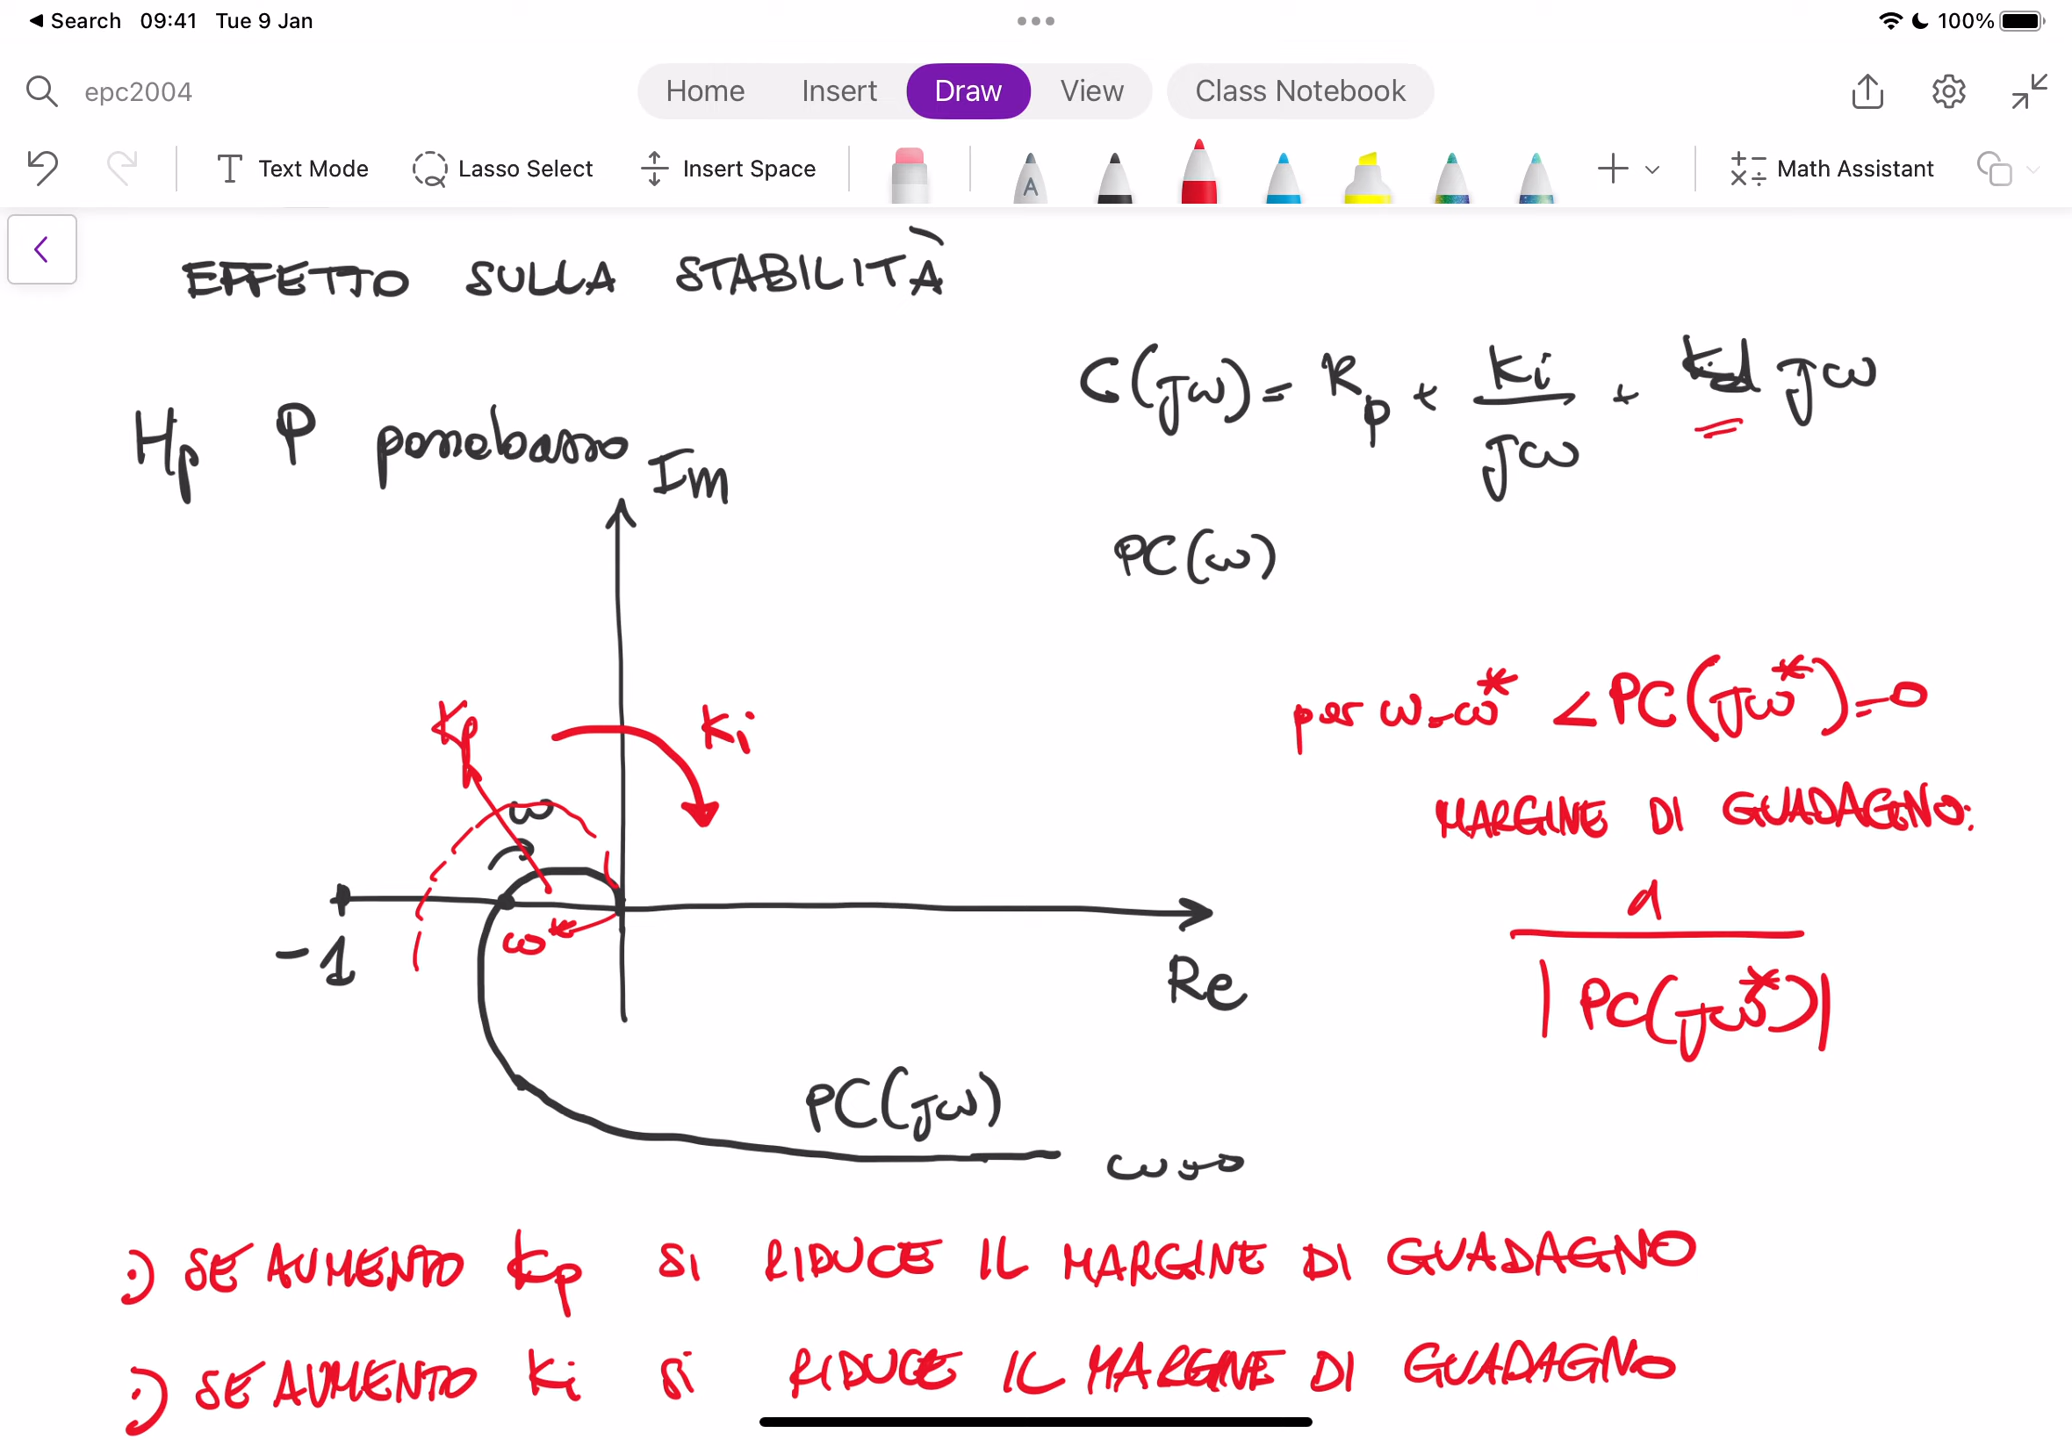 Search 09:41 Tue 9 Jan 100%
epc2004 Home Insert Draw View Class Notebook
Text Mode Lasso Select Insert Space A Math Assistant
EFFETTO SULLA STABILITÀ
C(jω) = Kp + Ki/jω + Kd jω
Hp P passabasso
Im
PC(ω)
Kp
Ki
per ω=ω* ∠PC(jω*)=0
ω
MARGINE DI GUADAGNO:
1/|PC(jω*)|
ω*
-1
Re
PC(jω)
ω→0
:) SE AUMENTO Kp SI RIDUCE IL MARGINE DI GUADAGNO
:) SE AUMENTO Ki SI RIDUCE IL MARGINE DI GUADAGNO